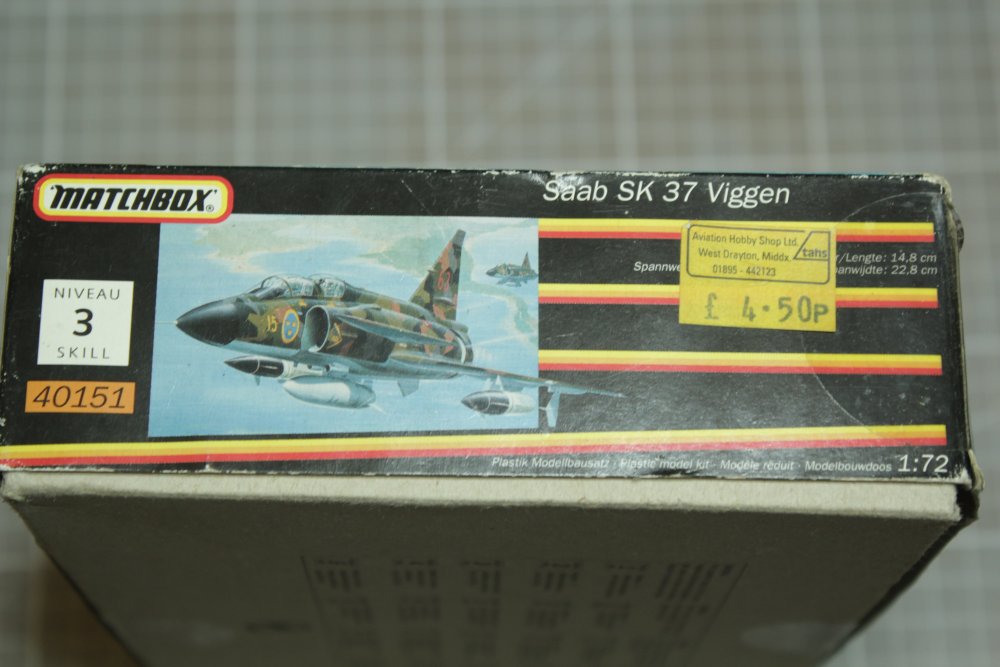 MATCHBOX®
Saab SK 37 Viggen
Aviation Hobby Shop Ltd.
West Drayton, Middx.
01895 - 442123
tahs
£ 4.50P
r/Lengte: 14,8 cm
Spannwe
anwijdte: 22,8 cm
NIVEAU
3
SKILL
40151
15
Plastik Modellbausatz · Plastic model kit · Modèle réduit · Modelbouwdoos 1:72